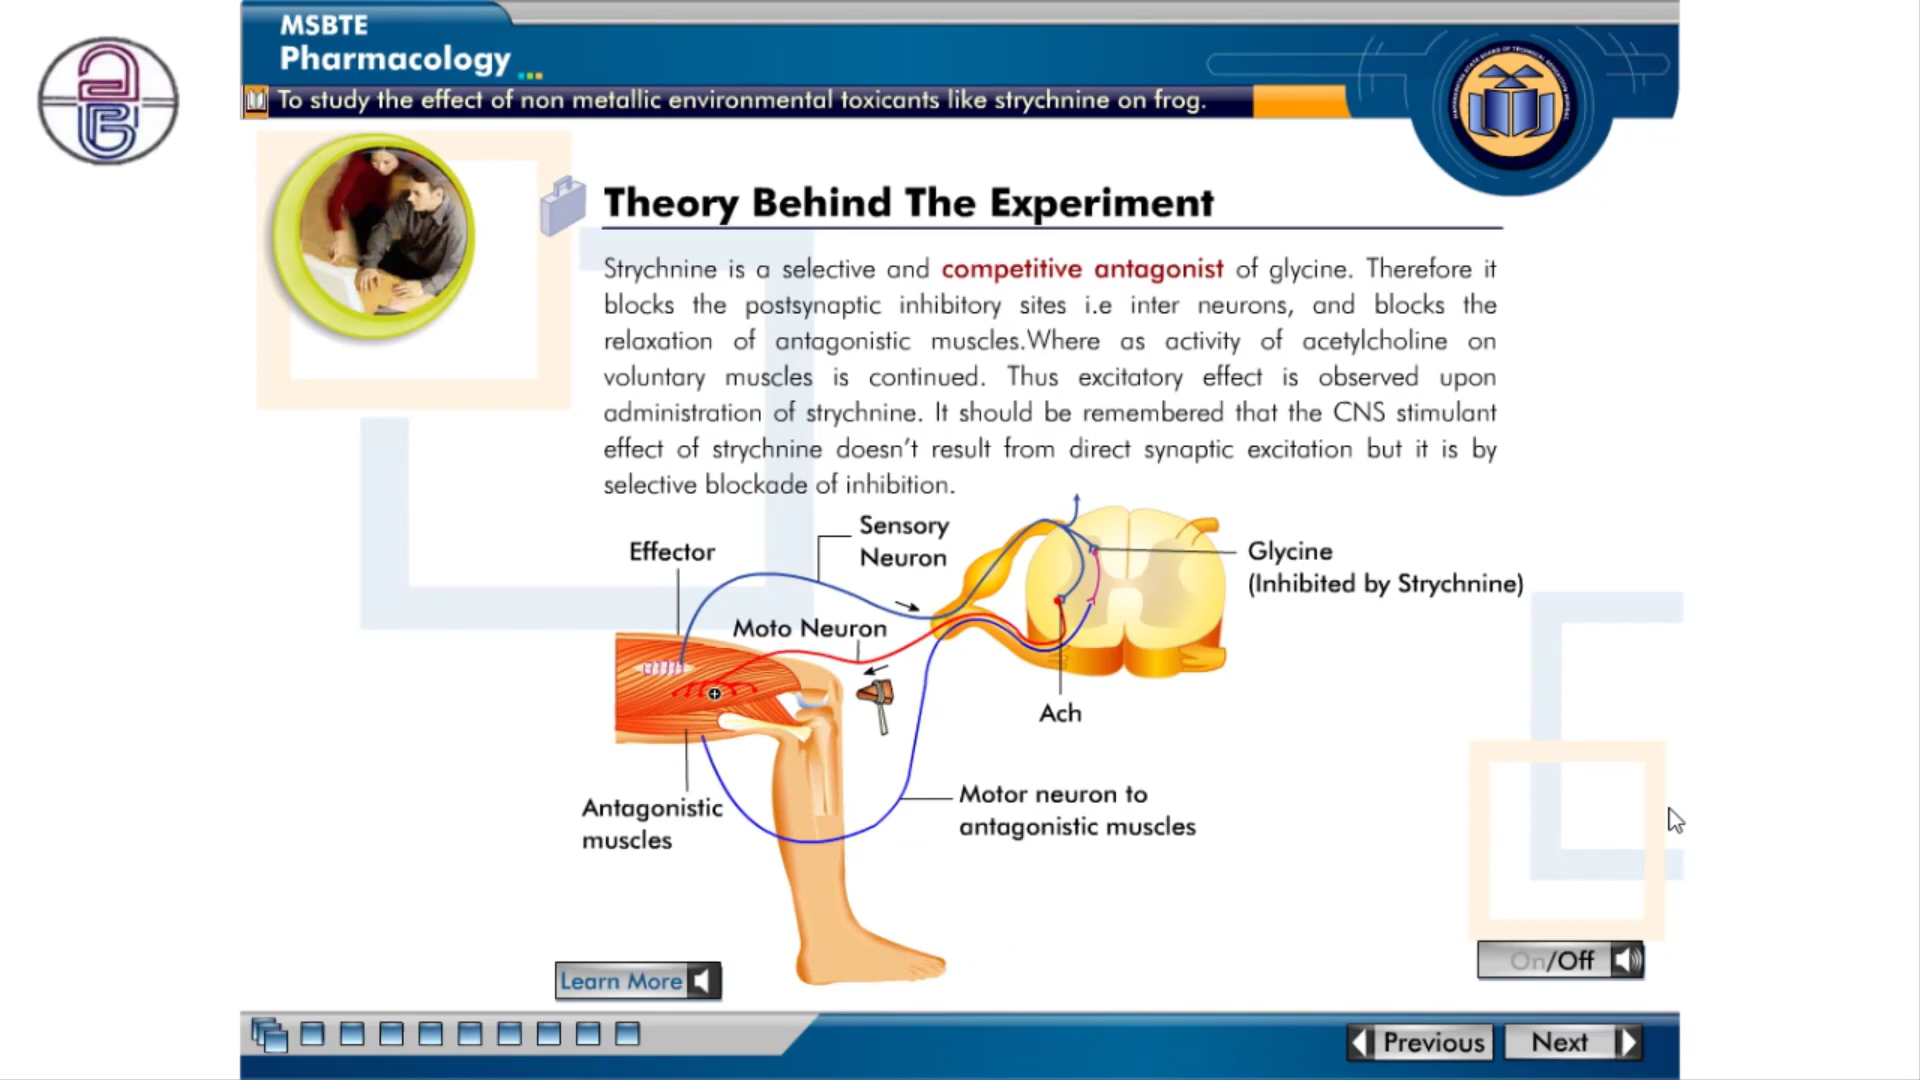 MSBTE
Pharmacology
To study the effect of non metallic environmental toxicants like strychnine on frog.
Theory Behind The Experiment
Strychnine is a selective and competitive antagonist of glycine. Therefore it
blocks the postsynaptic inhibitory sites i.e inter neurons, and blocks the
relaxation of antagonistic muscles.Where as activity of acetylcholine on
voluntary muscles is continued. Thus excitatory effect is observed upon
administration of strychnine. It should be remembered that the CNS stimulant
effect of strychnine doesn't result from direct synaptic excitation but it is by
selective blockade of inhibition.
Sensory
Neuron
Effector
Glycine
(Inhibited by Strychnine)
Moto Neuron
Ach
Antagonistic
muscles
Motor neuron to
antagonistic muscles
Learn More
On/Off
Previous
Next